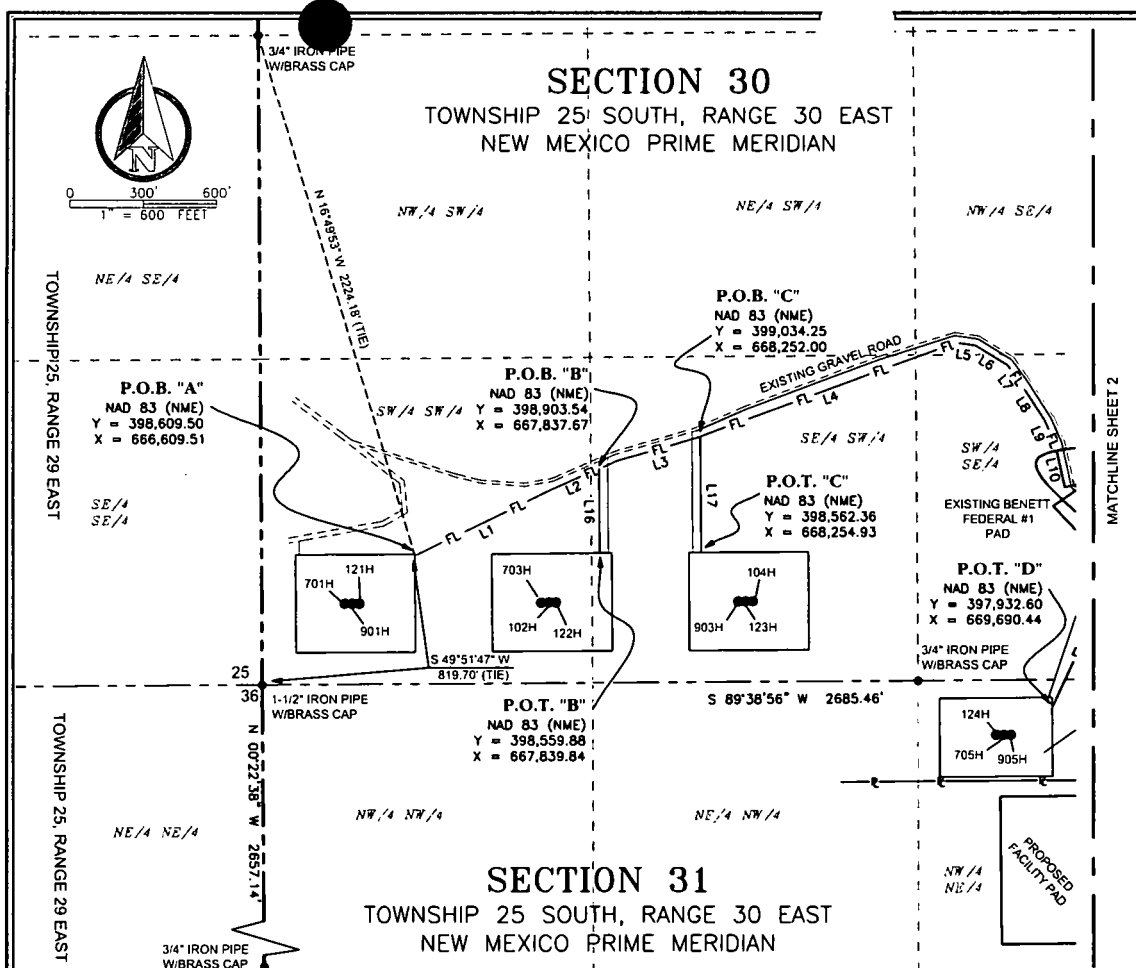 3/4" IRON PIPE
W/BRASS CAP
SECTION 30
TOWNSHIP 25 SOUTH, RANGE 30 EAST
NEW MEXICO PRIME MERIDIAN
N
0 300' 600'
1" = 600 FEET
N 16°49'53" W 2224.18' (TIE)
NW/4 SW/4
NE/4 SW/4
NW/4 SE/4
NE/4 SE/4
TOWNSHIP 25, RANGE 29 EAST
P.O.B. "C"
NAD 83 (NME)
Y = 399,034.25
X = 668,252.00
EXISTING GRAVEL ROAD
P.O.B. "A"
NAD 83 (NME)
Y = 398,609.50
X = 666,609.51
P.O.B. "B"
NAD 83 (NME)
Y = 398,903.54
X = 667,837.67
SW/4 SW/4
SE/4 SW/4
SW/4
SE/4
SE/4
SE/4
FL L1 FL L2 FL
FL L3
FL FL L4 FL
FL L5 L6
L7 FL
L8
L9 FL
L10
L16
L17
MATCHLINE SHEET 2
P.O.T. "C"
NAD 83 (NME)
Y = 398,562.36
X = 668,254.93
EXISTING BENETT
FEDERAL #1
PAD
701H 121H
901H
703H
102H 122H
104H
903H 123H
P.O.T. "D"
NAD 83 (NME)
Y = 397,932.60
X = 669,690.44
3/4" IRON PIPE
W/BRASS CAP
S 49°51'47" W
819.70' (TIE)
25
36
1-1/2" IRON PIPE
W/BRASS CAP
S 89°38'56" W 2685.46'
P.O.T. "B"
NAD 83 (NME)
Y = 398,559.88
X = 667,839.84
124H
705H 905H
N 00°22'38" W 2657.14'
TOWNSHIP 25, RANGE 29 EAST
NE/4 NE/4
NW/4 NW/4
NE/4 NW/4
NW/4
NE/4
PROPOSED
FACILITY PAD
SECTION 31
TOWNSHIP 25 SOUTH, RANGE 30 EAST
NEW MEXICO PRIME MERIDIAN
3/4" IRON PIPE
W/BRASS CAP